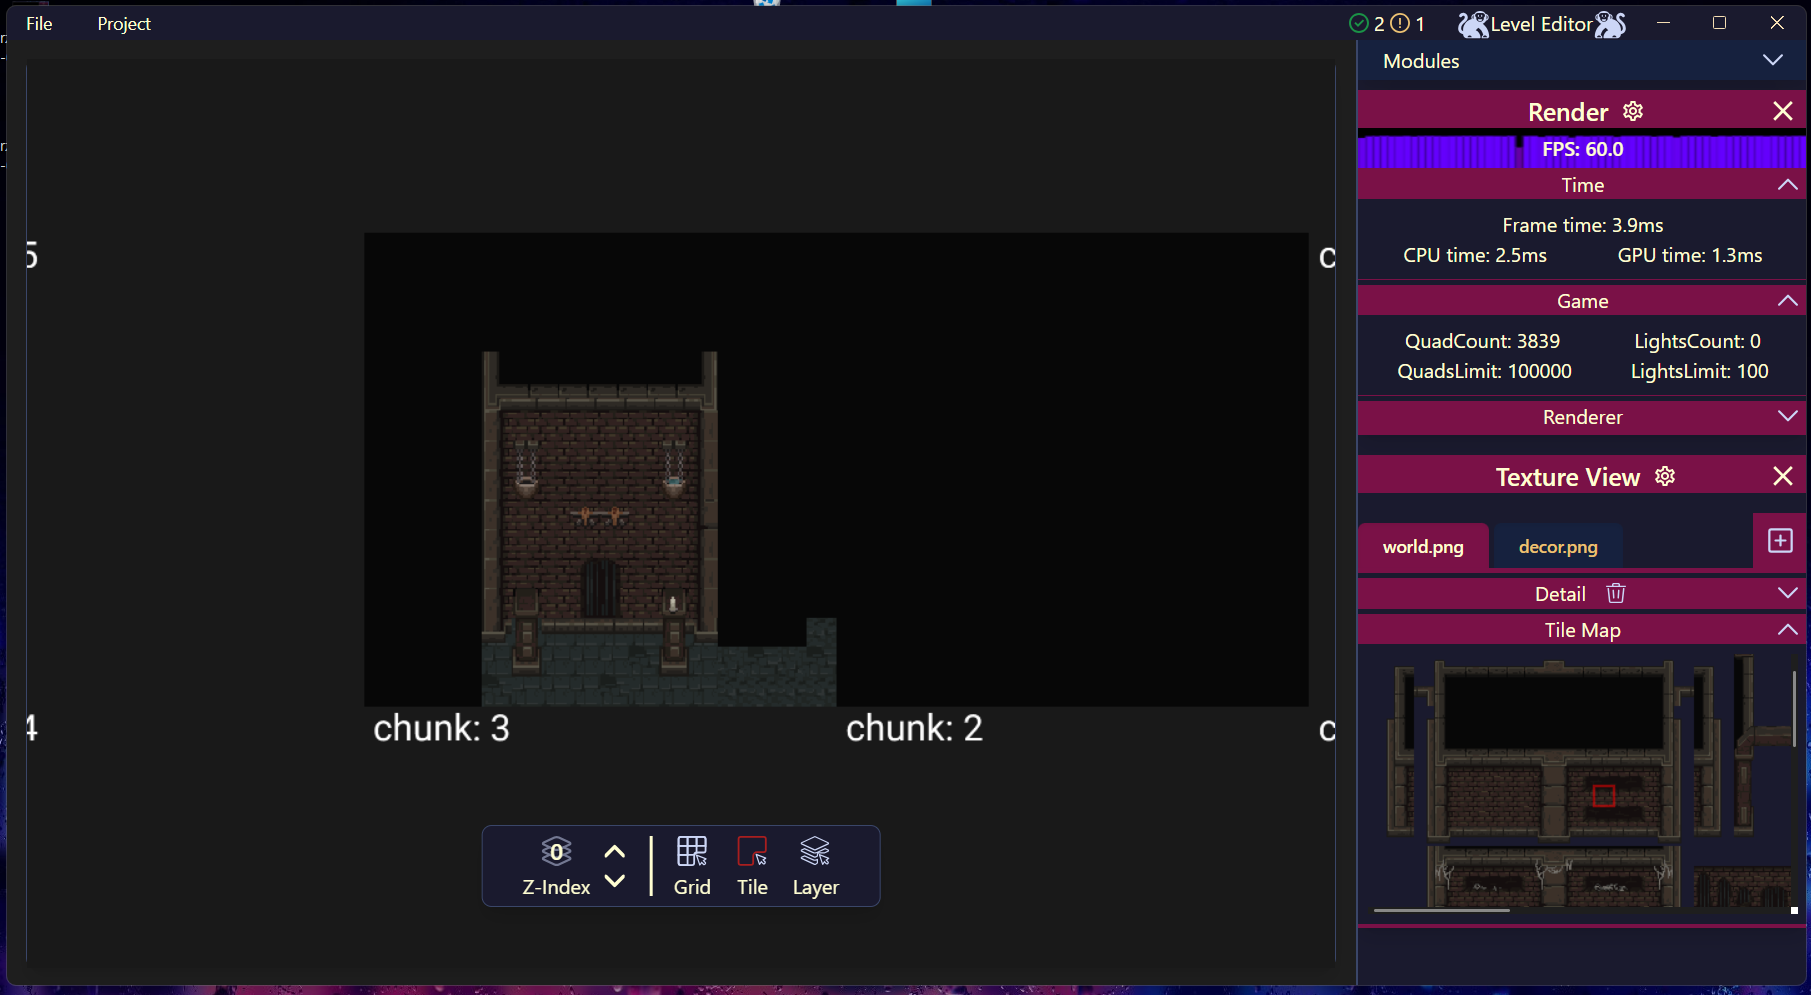 File Project 2 1 Level Editor
Modules
Render
FPS: 60.0
Time
Frame time: 3.9ms
CPU time: 2.5ms GPU time: 1.3ms
Game
QuadCount: 3839 LightsCount: 0
QuadsLimit: 100000 LightsLimit: 100
Renderer
Texture View
world.png decor.png
Detail
Tile Map
5 c
4 chunk: 3 chunk: 2 c
0
Z-Index Grid Tile Layer